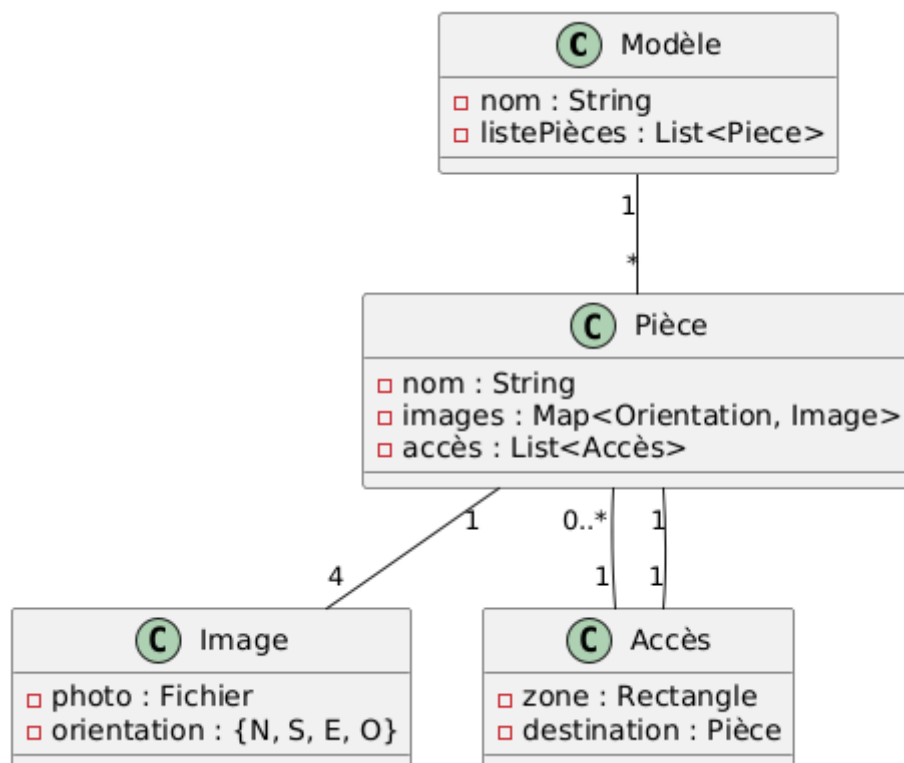 C Modèle
nom : String
listePièces : List<Piece>
1
*
C Pièce
nom : String
images : Map<Orientation, Image>
accès : List<Accès>
1
0..*
1
4
1
1
C Image
photo : Fichier
orientation : {N, S, E, O}
C Accès
zone : Rectangle
destination : Pièce